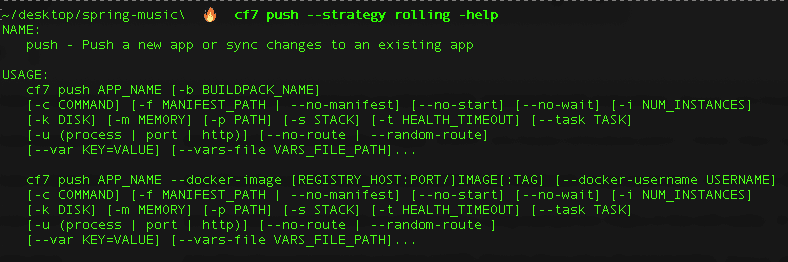 ~/desktop/spring-music\ 🔥 cf7 push --strategy rolling -help
NAME:
push - Push a new app or sync changes to an existing app
USAGE:
cf7 push APP_NAME [-b BUILDPACK_NAME]
[-c COMMAND] [-f MANIFEST_PATH | --no-manifest] [--no-start] [--no-wait] [-i NUM_INSTANCES]
[-k DISK] [-m MEMORY] [-p PATH] [-s STACK] [-t HEALTH_TIMEOUT] [--task TASK]
[-u (process | port | http)] [--no-route | --random-route]
[--var KEY=VALUE] [--vars-file VARS_FILE_PATH]...
cf7 push APP_NAME --docker-image [REGISTRY_HOST:PORT/]IMAGE[:TAG] [--docker-username USERNAME]
[-c COMMAND] [-f MANIFEST_PATH | --no-manifest] [--no-start] [--no-wait] [-i NUM_INSTANCES]
[-k DISK] [-m MEMORY] [-p PATH] [-s STACK] [-t HEALTH_TIMEOUT] [--task TASK]
[-u (process | port | http)] [--no-route | --random-route ]
[--var KEY=VALUE] [--vars-file VARS_FILE_PATH]...